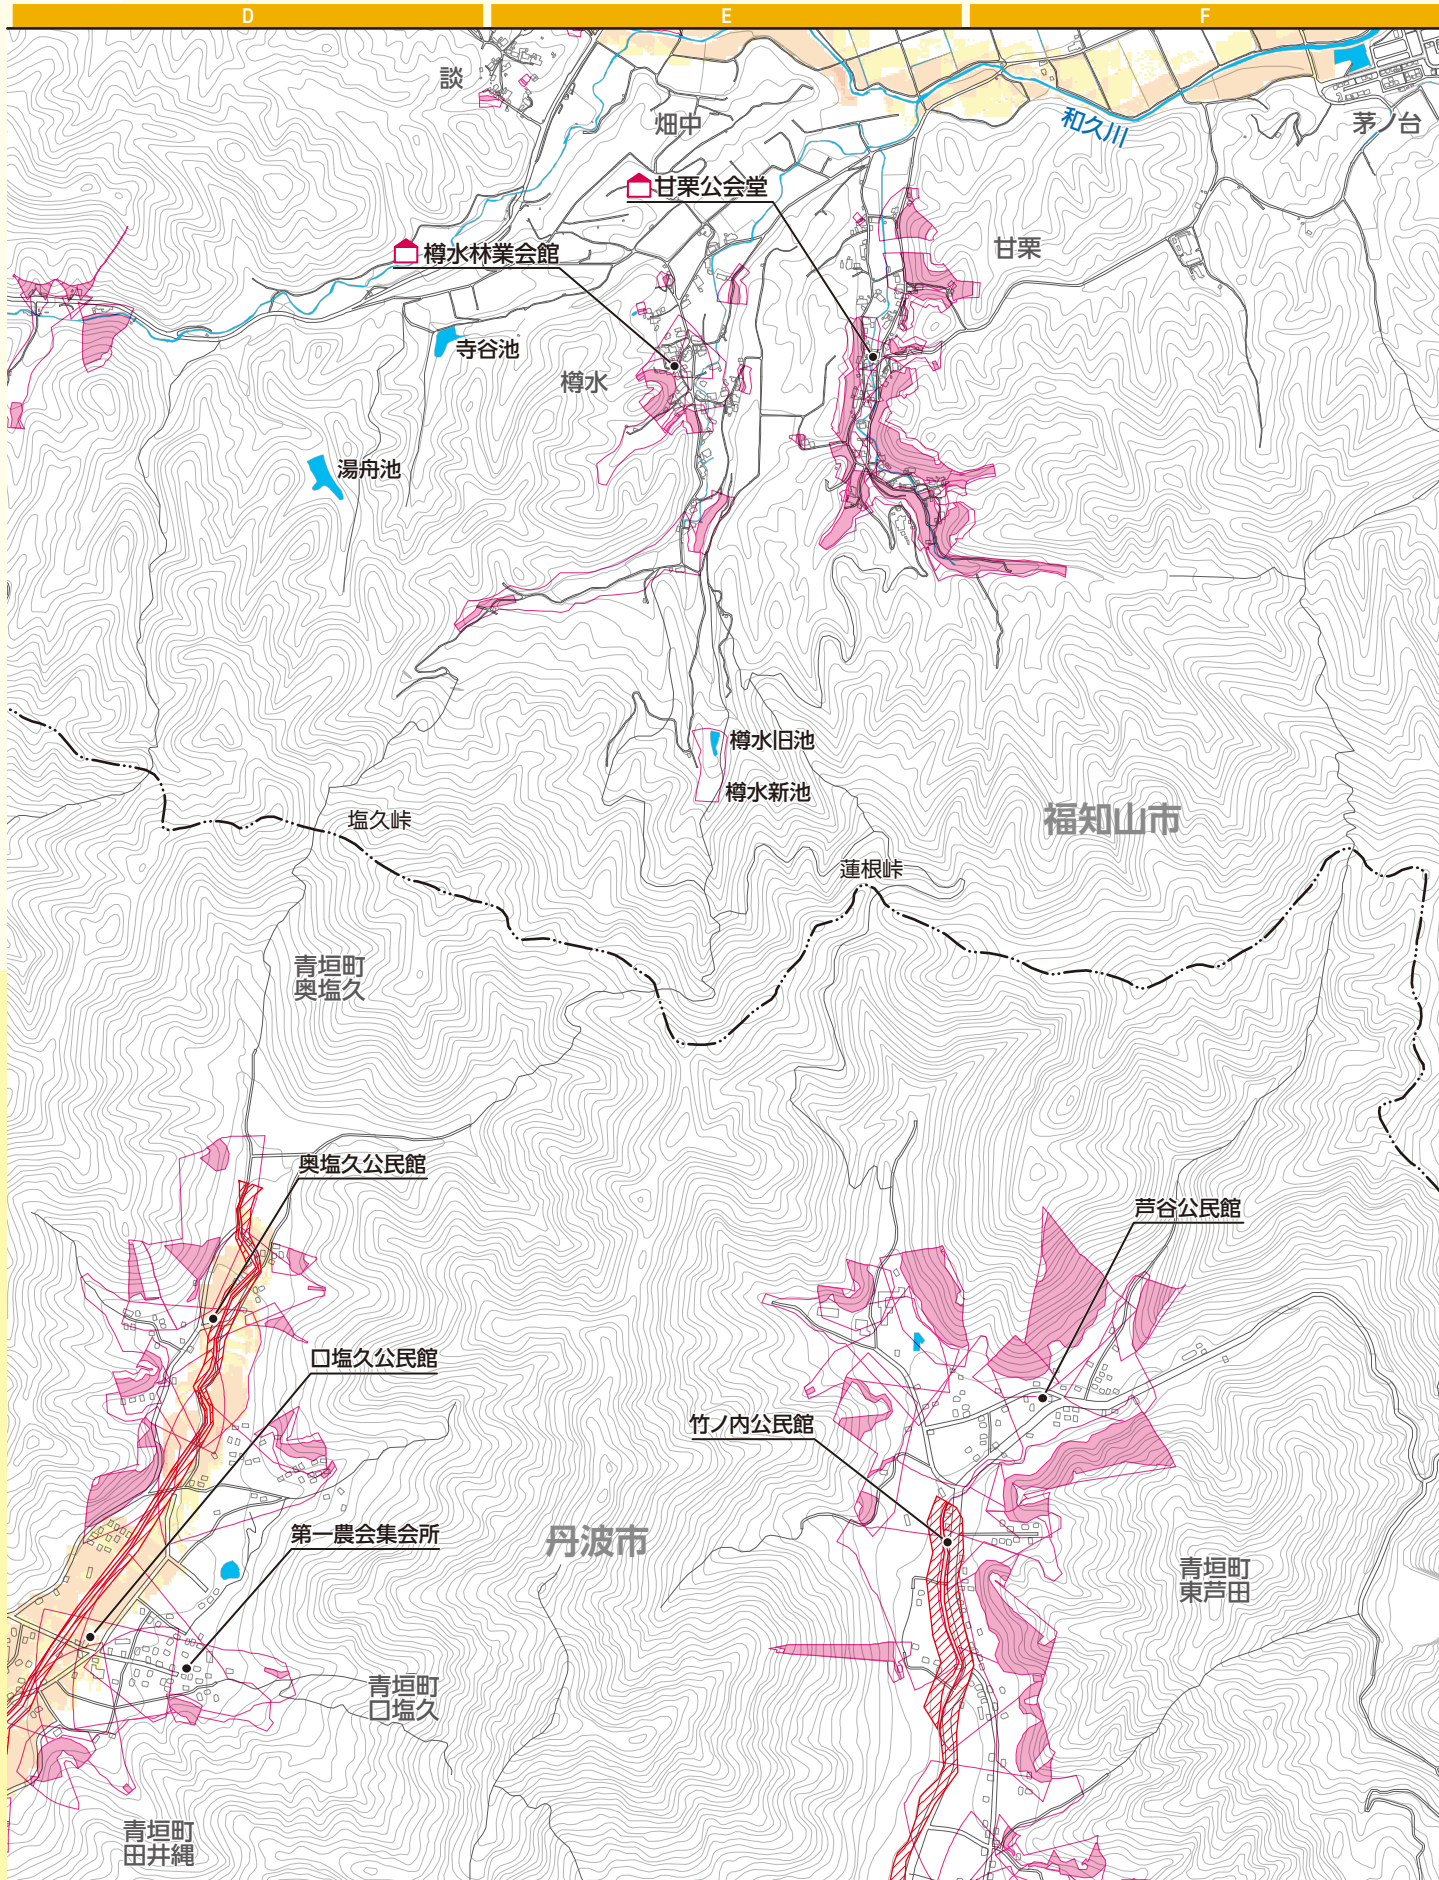 D
E
F
談
畑中
和久川
茅ノ台
甘栗公会堂
甘栗
樽水林業会館
寺谷池
樽水
湯舟池
樽水旧池
樽水新池
塩久峠
福知山市
蓮根峠
青垣町
奥塩久
奥塩久公民館
芦谷公民館
口塩久公民館
竹ノ内公民館
第一農会集会所
丹波市
青垣町
東芦田
青垣町
口塩久
青垣町
田井縄